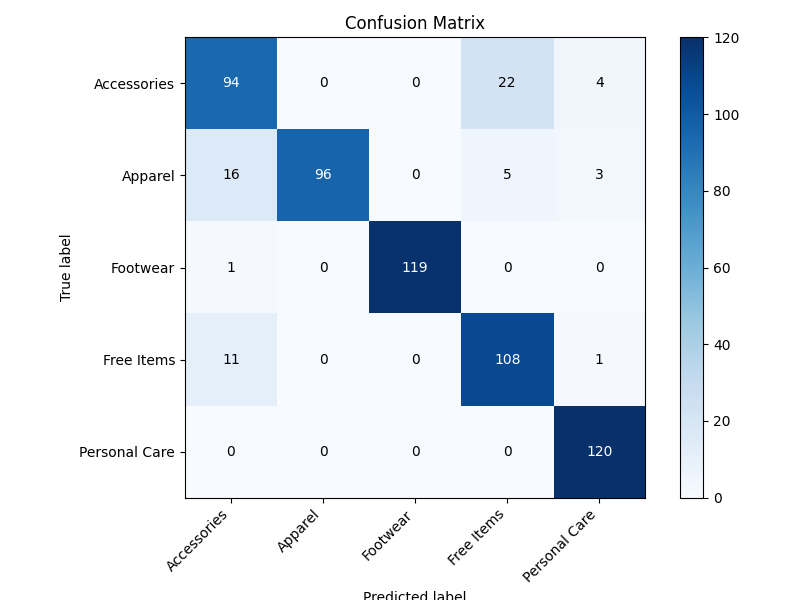 Confusion Matrix
True label
Accessories 94 0 0 22 4
Apparel 16 96 0 5 3
Footwear 1 0 119 0 0
Free Items 11 0 0 108 1
Personal Care 0 0 0 0 120
Accessories Apparel Footwear Free Items Personal Care
Predicted label
120
100
80
60
40
20
0